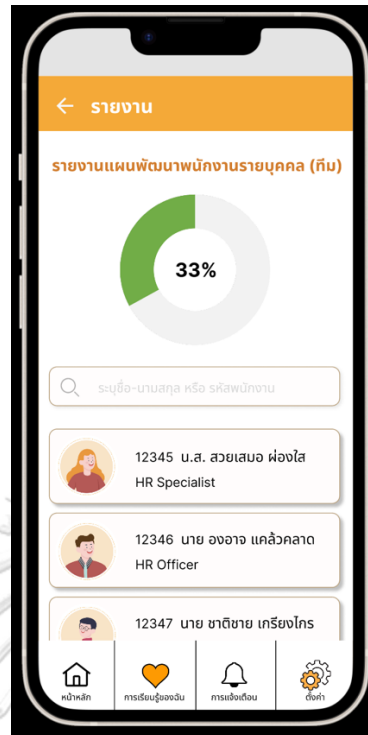 รายงาน
รายงานแผนพัฒนาพนักงานรายบุคคล (ทีม)
33%
ระบุชื่อ-นามสกุล หรือ รหัสพนักงาน
12345 น.ส. สวยเสมอ ผ่องใส
HR Specialist
12346 นาย องอาจ แคล้วคลาด
HR Officer
12347 นาย ชาติชาย เกรียงไกร
หน้าหลัก
การเรียนรู้ของฉัน
การแจ้งเตือน
ตั้งค่า